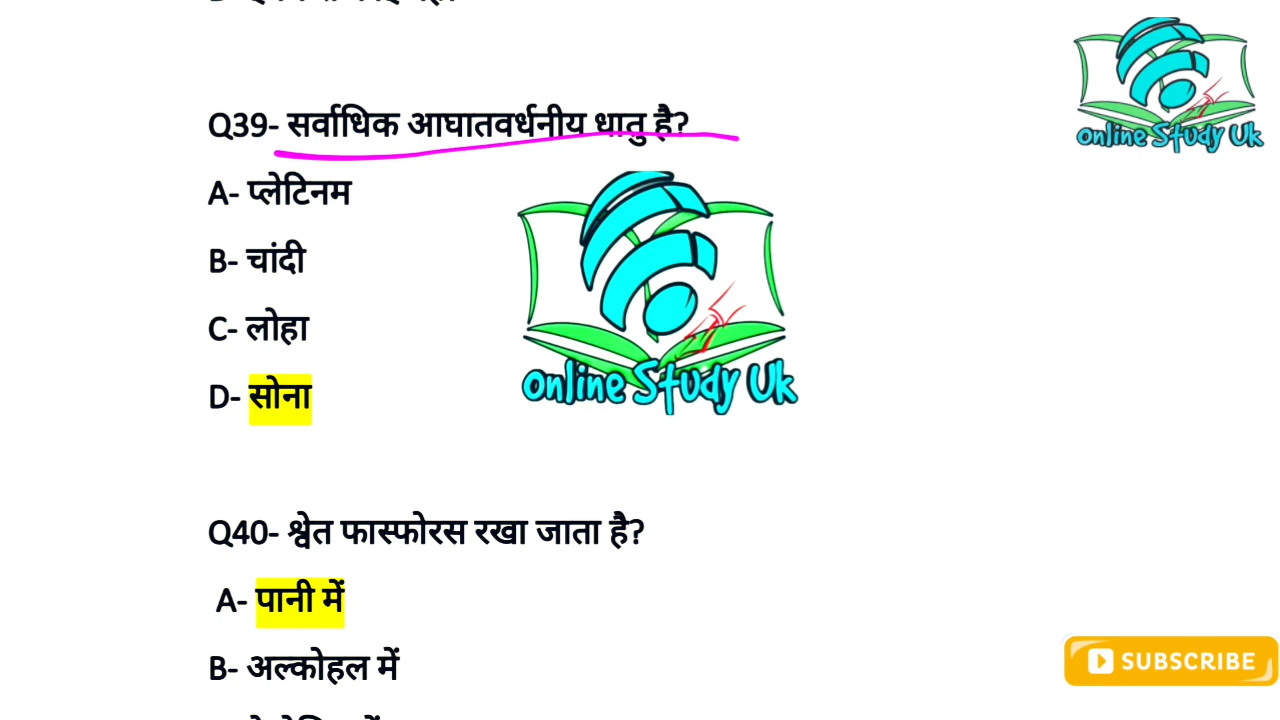 Q39- सर्वाधिक आघातवर्धनीय धातु है?
Online Study Uk
A- प्लेटिनम
B- चांदी
C- लोहा
D- सोना
Online Study Uk
Q40- श्वेत फास्फोरस रखा जाता है?
A- पानी में
B- अल्कोहल में
SUBSCRIBE